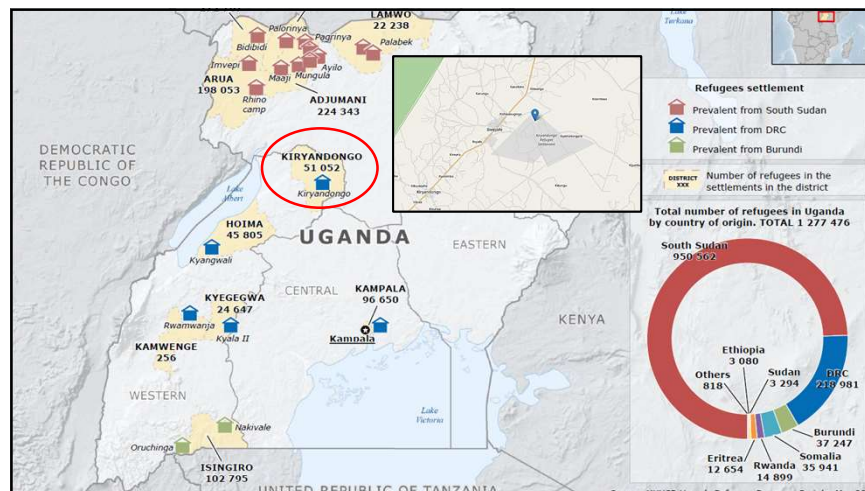 Palorinya
Bidibidi
Pagrinya
LAMWO
22 238
Palabek
Imvepi
Ayilo
Mungula
Maaji
ARUA
198 053
Rhino
camp
ADJUMANI
224 343
DEMOCRATIC
REPUBLIC OF
THE CONGO
KIRYANDONGO
51 052
Kiryandongo
Lake
Albert
HOIMA
45 805
Kyangwali
UGANDA
EASTERN
CENTRAL
KAMPALA
96 650
Kampala
KYEGEGWA
24 647
Rwamwanja
Kyala II
KAMWENGE
256
WESTERN
Nakivale
Oruchinga
ISINGIRO
102 795
Lake
Victoria
KENYA
UNITED REPUBLIC OF TANZANIA
Lake
Turkana
Refugees settlement
Prevalent from South Sudan
Prevalent from DRC
Prevalent from Burundi
DISTRICT
XXX
Number of refugees in the
settlements in the district
Total number of refugees in Uganda
by country of origin. TOTAL 1 277 476
South Sudan
950 562
Ethiopia
3 080
Others
818
Sudan
3 294
DRC
218 981
Burundi
37 247
Somalia
35 941
Rwanda
14 899
Eritrea
12 654